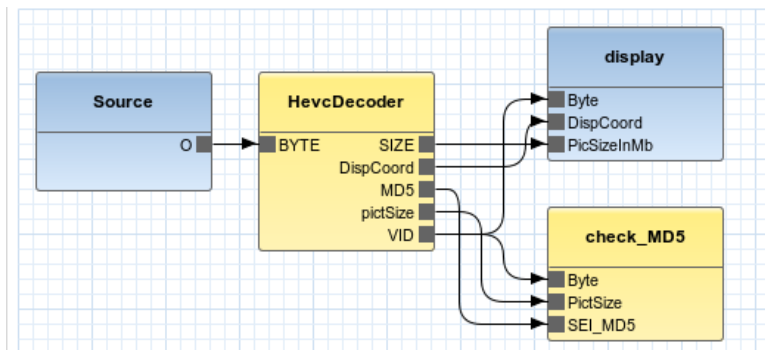 Source
O
HevcDecoder
BYTE
SIZE
DispCoord
MD5
pictSize
VID
display
Byte
DispCoord
PicSizeInMb
check_MD5
Byte
PictSize
SEI_MD5